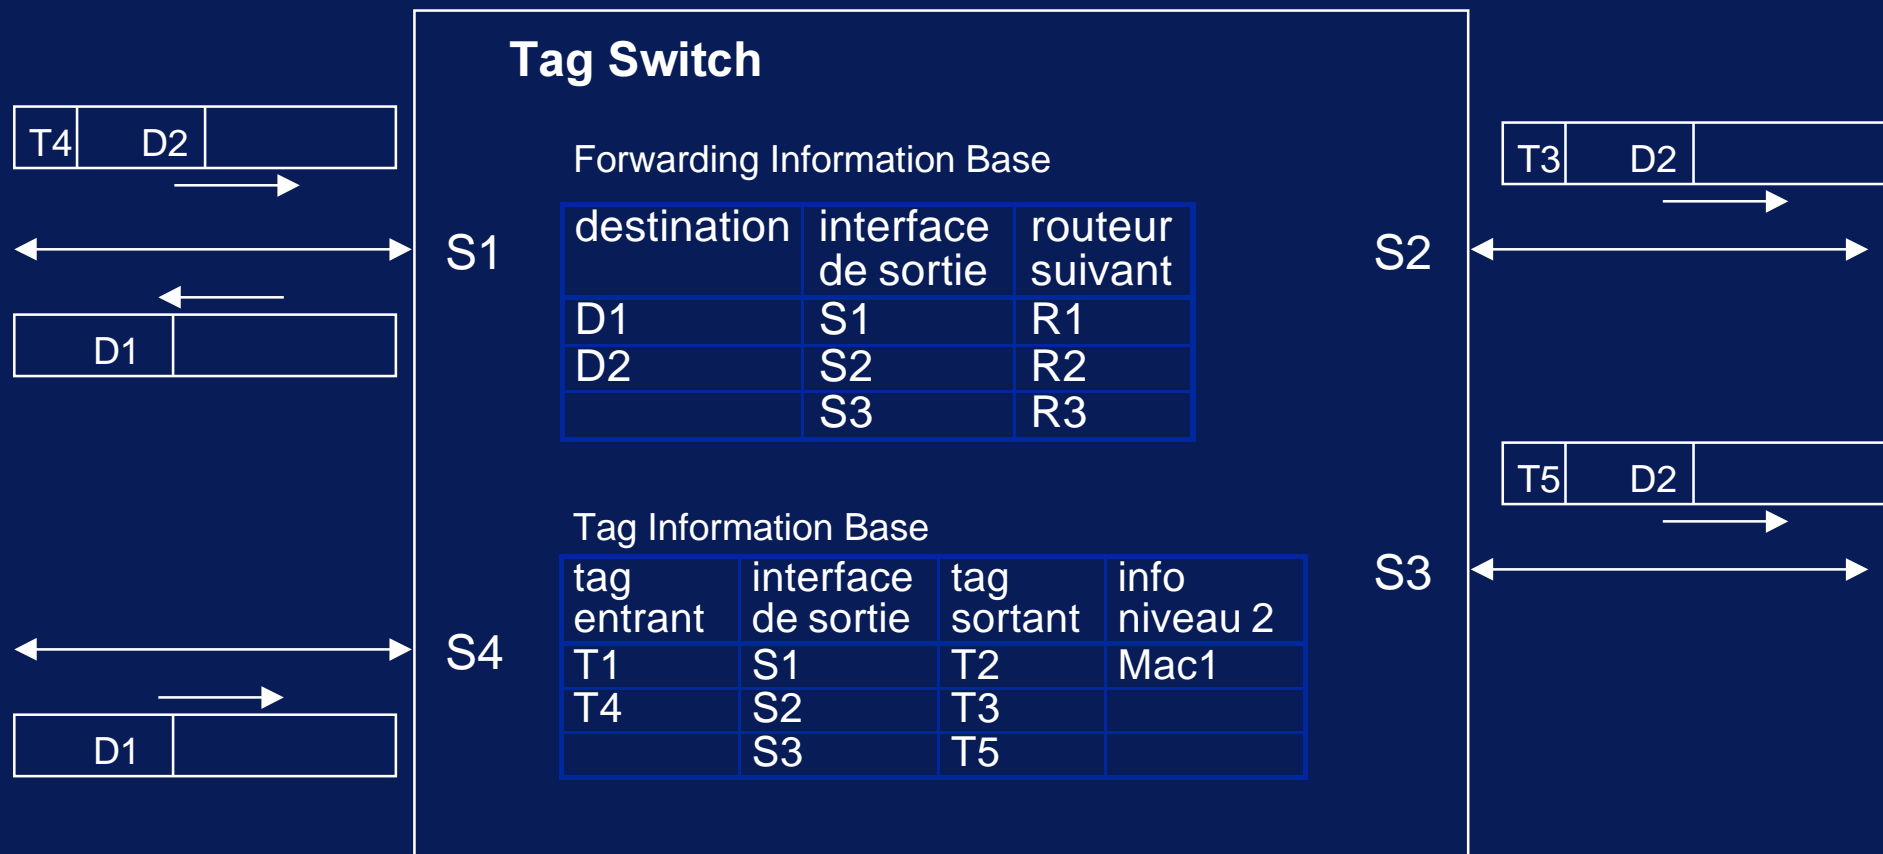 Tag Switch
T4 D2
Forwarding Information Base
T3 D2
destination interface de sortie routeur suivant
S1
S2
D1 S1 R1
D1
D2 S2 R2
S3 R3
T5 D2
Tag Information Base
tag entrant interface de sortie tag sortant info niveau 2
S3
S4
T1 S1 T2 Mac1
T4 S2 T3
D1
S3 T5